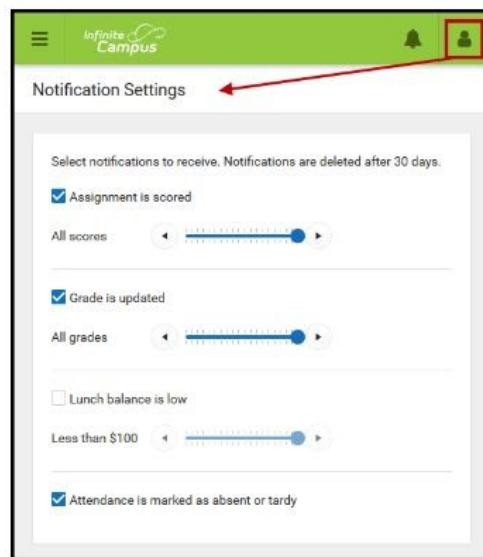 Infinite
Campus
Notification Settings
Select notifications to receive. Notifications are deleted after 30 days.
Assignment is scored
All scores
Grade is updated
All grades
Lunch balance is low
Less than $100
Attendance is marked as absent or tardy